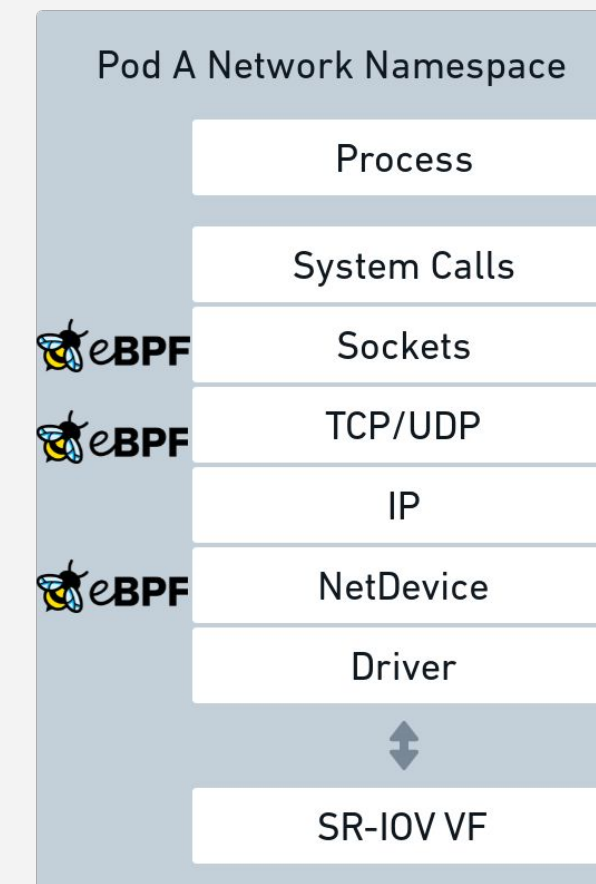 Pod A Network Namespace
Process
System Calls
eBPF Sockets
eBPF TCP/UDP
IP
eBPF NetDevice
Driver
SR-IOV VF